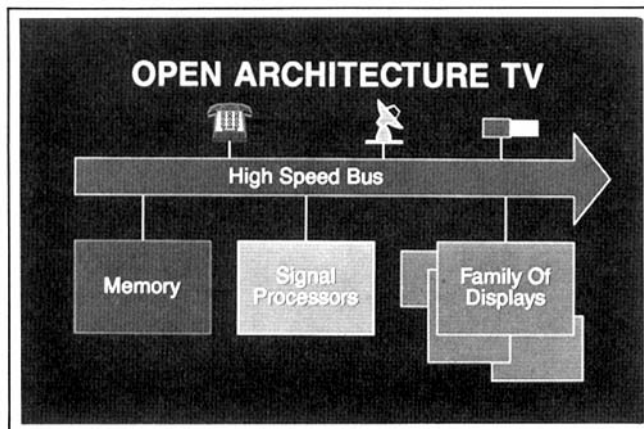 OPEN ARCHITECTURE TV
High Speed Bus
Memory
Signal
Processors
Family Of
Displays